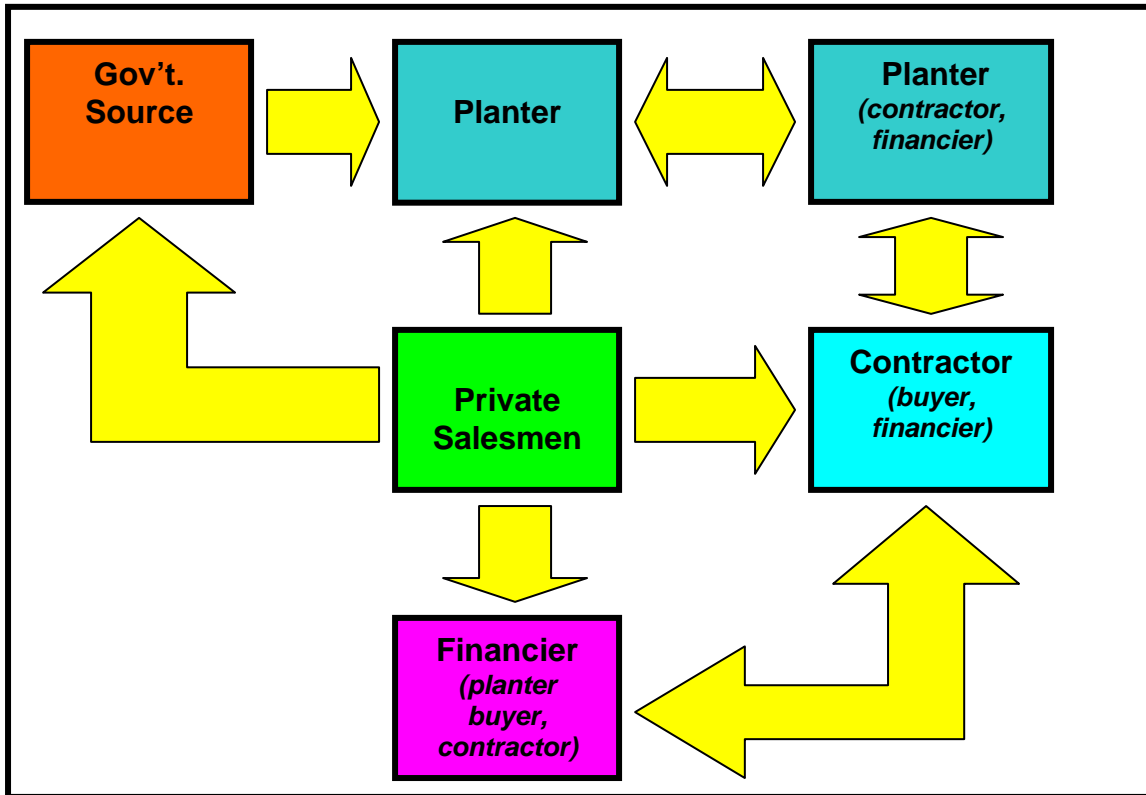 Gov’t.
Source
Planter
Planter
(contractor,
financier)
Private
Salesmen
Contractor
(buyer,
financier)
Financier
(planter
buyer,
contractor)